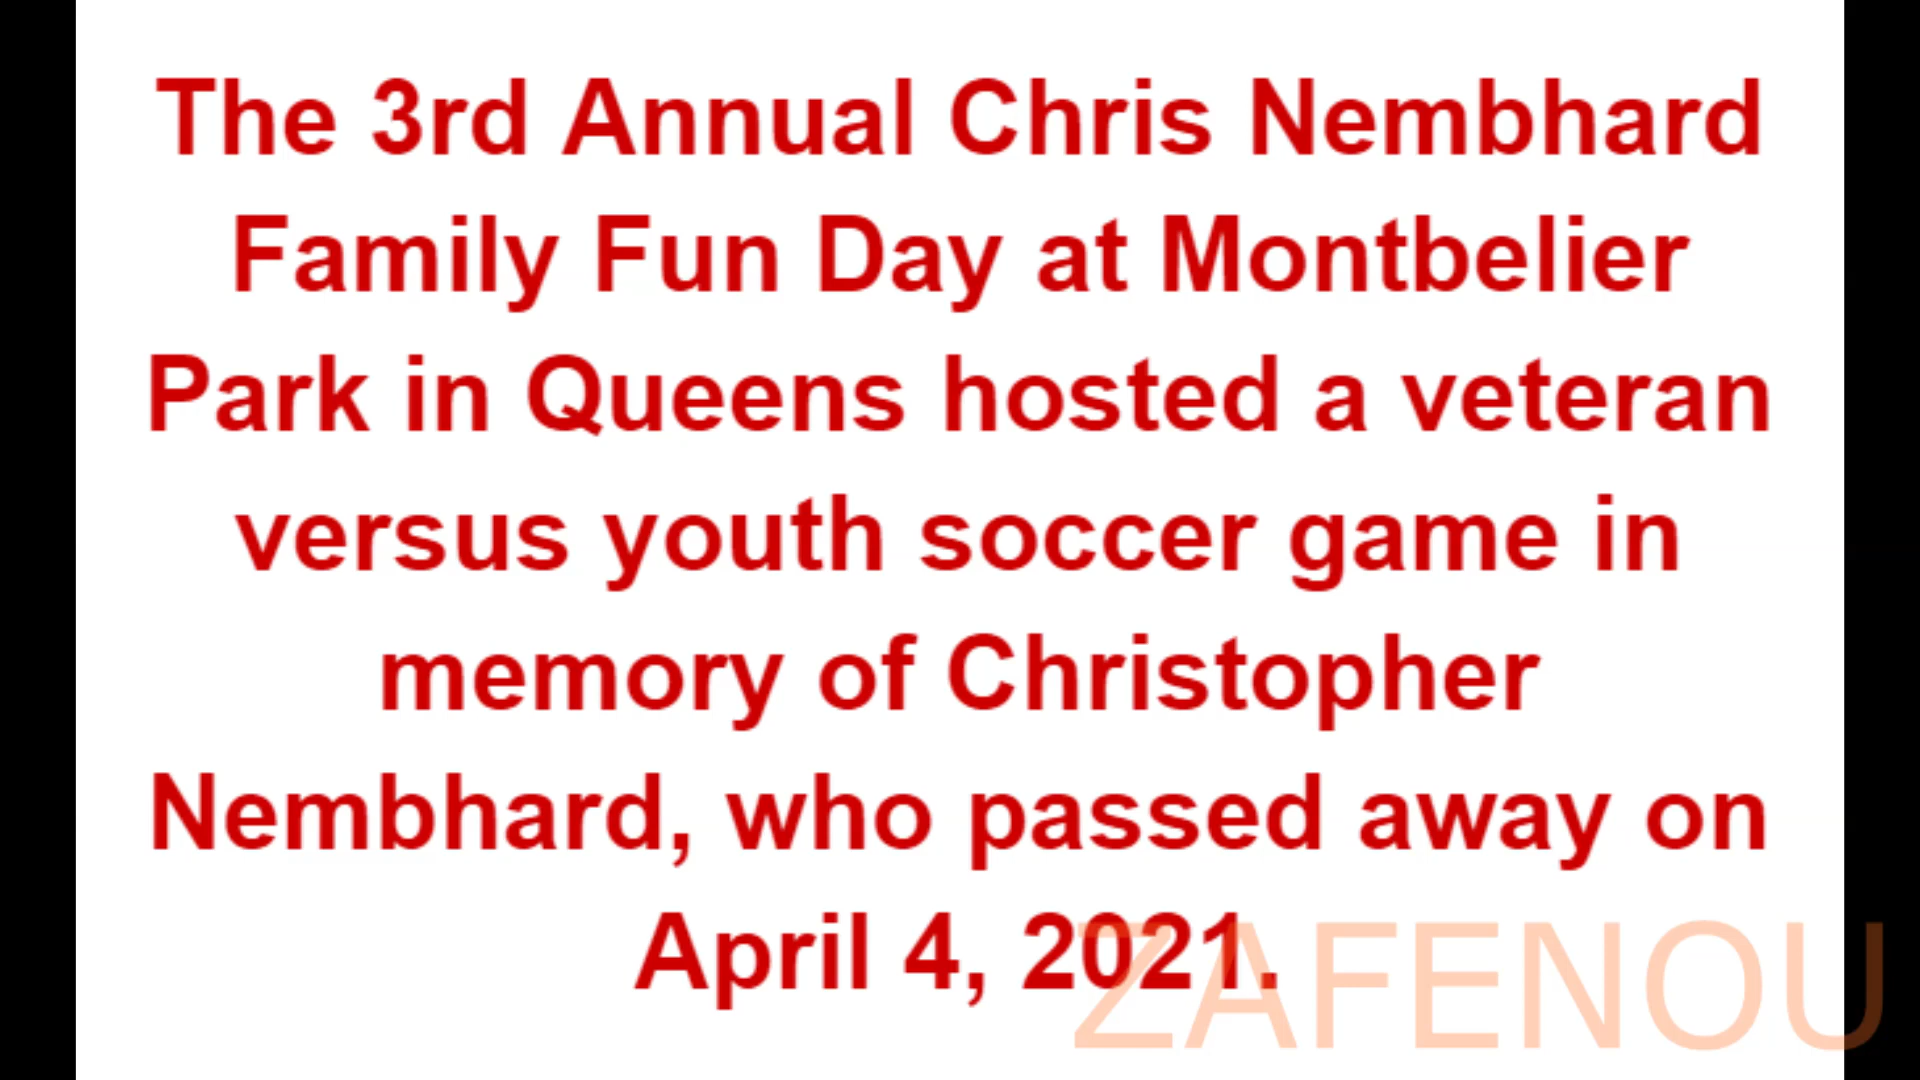 The 3rd Annual Chris Nembhard
Family Fun Day at Montbelier
Park in Queens hosted a veteran
versus youth soccer game in
memory of Christopher
Nembhard, who passed away on
April 4, 2021.
ZAFENOU